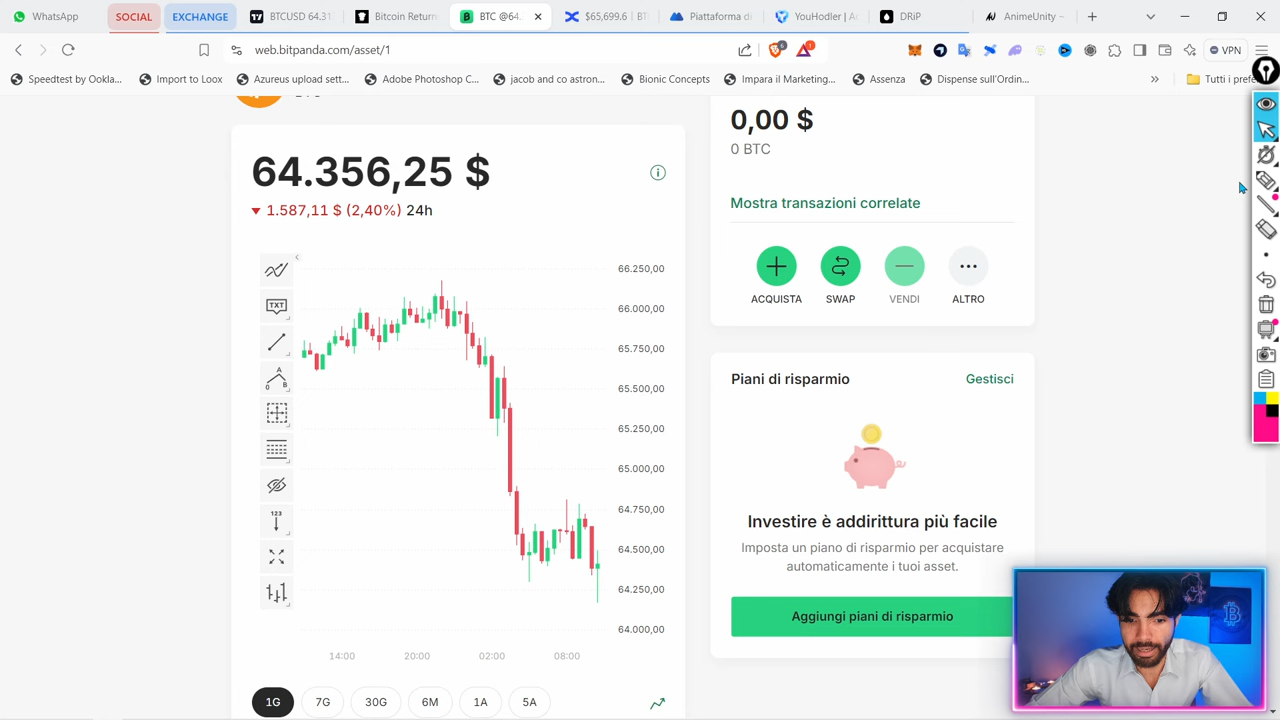 WhatsApp
SOCIAL
EXCHANGE
BTCUSD 64.31
Bitcoin Return
BTC @64.
$65,699.6 | BT
Piattaforma di
YouHodler | A
DRiP
AnimeUnity ~
web.bitpanda.com/asset/1
6
1
VPN
Speedtest by Ookla...
Import to Loox
Azureus upload sett...
Adobe Photoshop C...
jacob and co astron...
Bionic Concepts
Impara il Marketing...
Assenza
Dispense sull'Ordin...
»
Tutti i prefe
64.356,25 $
1.587,11 $ (2,40%) 24h
TXT
A
0 B
123
66.250,00
66.000,00
65.750,00
65.500,00
65.250,00
65.000,00
64.750,00
64.500,00
64.250,00
64.000,00
14:00
20:00
02:00
08:00
1G
7G
30G
6M
1A
5A
0,00 $
0 BTC
Mostra transazioni correlate
ACQUISTA
SWAP
VENDI
ALTRO
Piani di risparmio
Gestisci
Investire è addirittura più facile
Imposta un piano di risparmio per acquistare
automaticamente i tuoi asset.
Aggiungi piani di risparmio